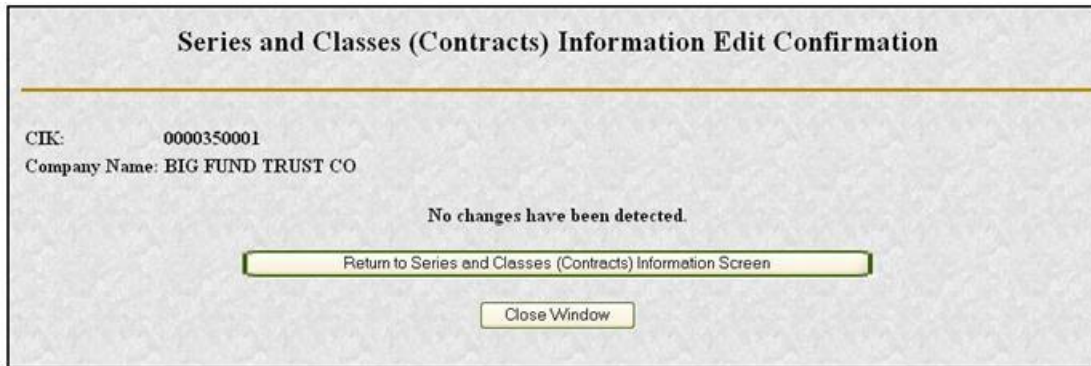 Series and Classes (Contracts) Information Edit Confirmation
CIK: 0000350001
Company Name: BIG FUND TRUST CO
No changes have been detected.
Return to Series and Classes (Contracts) Information Screen
Close Window